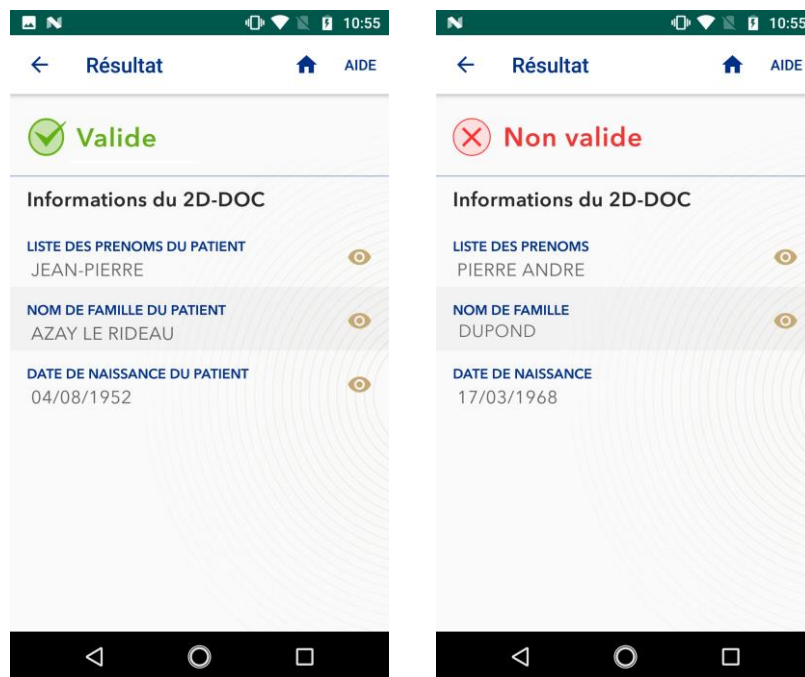 10:55
Résultat
AIDE
Valide
Informations du 2D-DOC
LISTE DES PRENOMS DU PATIENT
JEAN-PIERRE
NOM DE FAMILLE DU PATIENT
AZAY LE RIDEAU
DATE DE NAISSANCE DU PATIENT
04/08/1952
10:55
Résultat
AIDE
Non valide
Informations du 2D-DOC
LISTE DES PRENOMS
PIERRE ANDRE
NOM DE FAMILLE
DUPOND
DATE DE NAISSANCE
17/03/1968